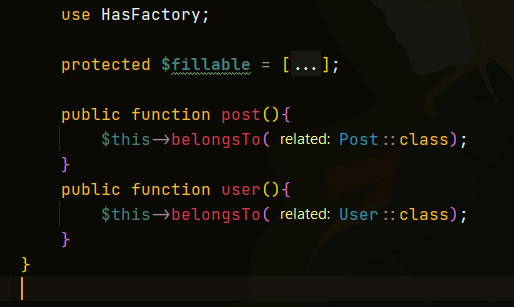 use HasFactory;
protected $fillable = [...];
public function post(){
$this->belongsTo( related: Post::class);
}
public function user(){
$this->belongsTo( related: User::class);
}
}